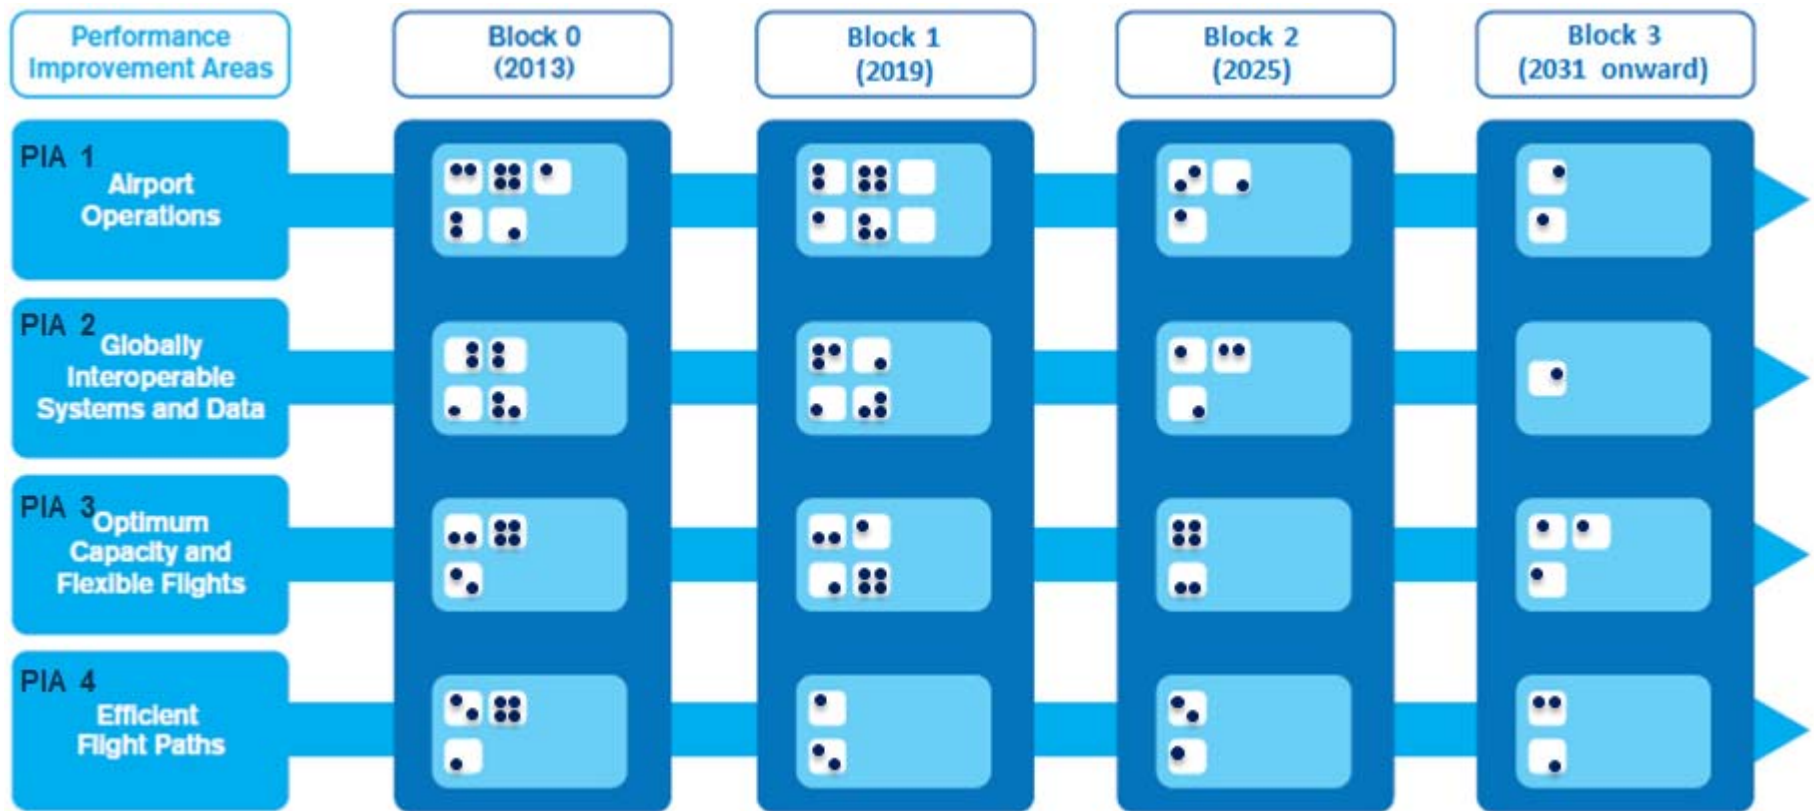 Performance
Improvement Areas
Block 0
(2013)
Block 1
(2019)
Block 2
(2025)
Block 3
(2031 onward)
PIA 1
Airport
Operations
PIA 2
Globally
Interoperable
Systems and Data
PIA 3
Optimum
Capacity and
Flexible Flights
PIA 4
Efficient
Flight Paths